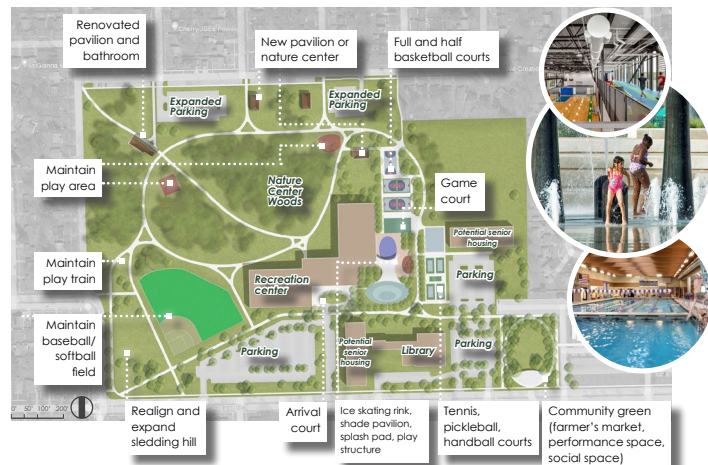 Renovated
pavilion and
bathroom
New pavilion or
nature center
Full and half
basketball courts
Expanded
Parking
Expanded
Parking
Maintain
play area
Nature
Center
Woods
Game
court
Potential senior
housing
Maintain
play train
Recreation
center
Parking
Maintain
baseball/
softball
field
Parking
Potential
senior
housing
Library
Parking
0' 50' 100' 200'
Realign and
expand
sledding hill
Arrival
court
Ice skating rink,
shade pavilion,
splash pad, play
structure
Tennis,
pickleball,
handball courts
Community green
(farmer's market,
performance space,
social space)